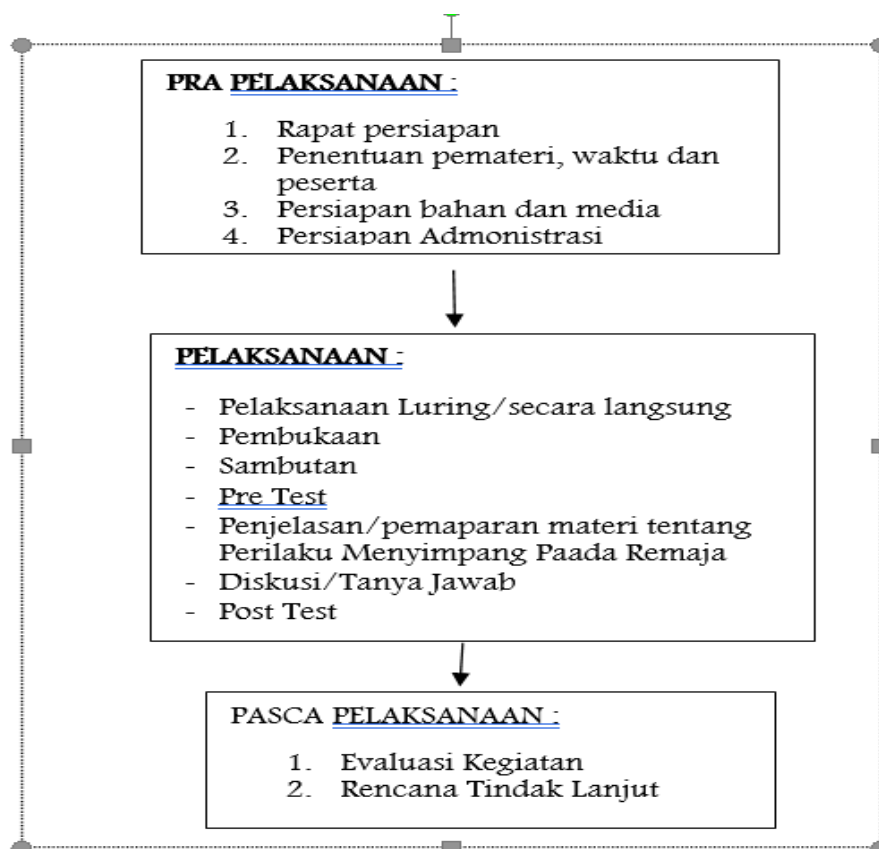 PRA PELAKSANAAN :
1. Rapat persiapan
2. Penentuan pemateri, waktu dan
peserta
3. Persiapan bahan dan media
4. Persiapan Admonistrasi
PELAKSANAAN :
- Pelaksanaan Luring/secara langsung
- Pembukaan
- Sambutan
- Pre Test
- Penjelasan/pemaparan materi tentang
Perilaku Menyimpang Paada Remaja
- Diskusi/Tanya Jawab
- Post Test
PASCA PELAKSANAAN :
1. Evaluasi Kegiatan
2. Rencana Tindak Lanjut